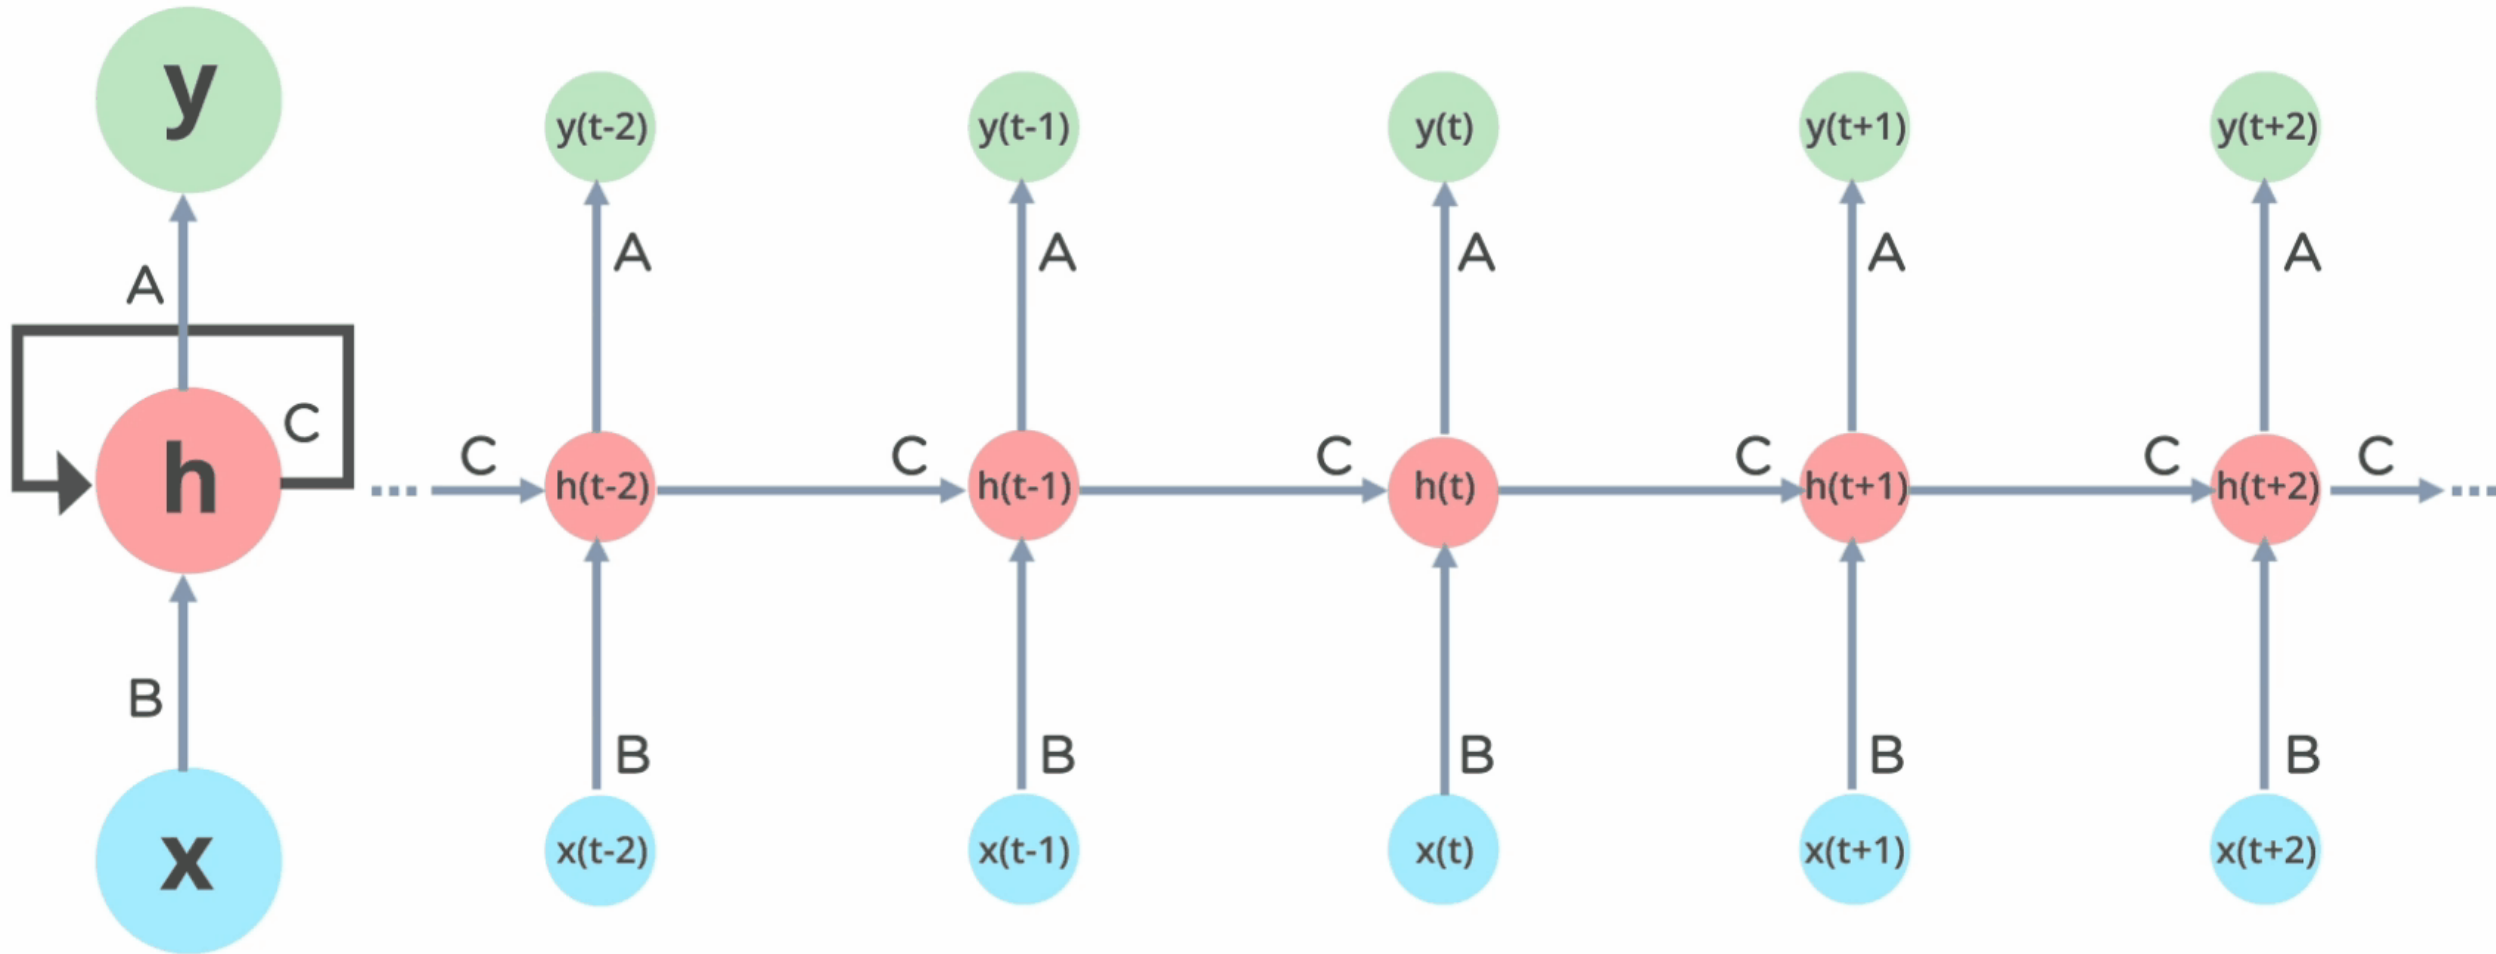 y
y(t-2) y(t-1) y(t) y(t+1) y(t+2)
A A A A A
A
C
C C C C C C
h
h(t-2) h(t-1) h(t) h(t+1) h(t+2)
B
B B B B B
x
x(t-2) x(t-1) x(t) x(t+1) x(t+2)